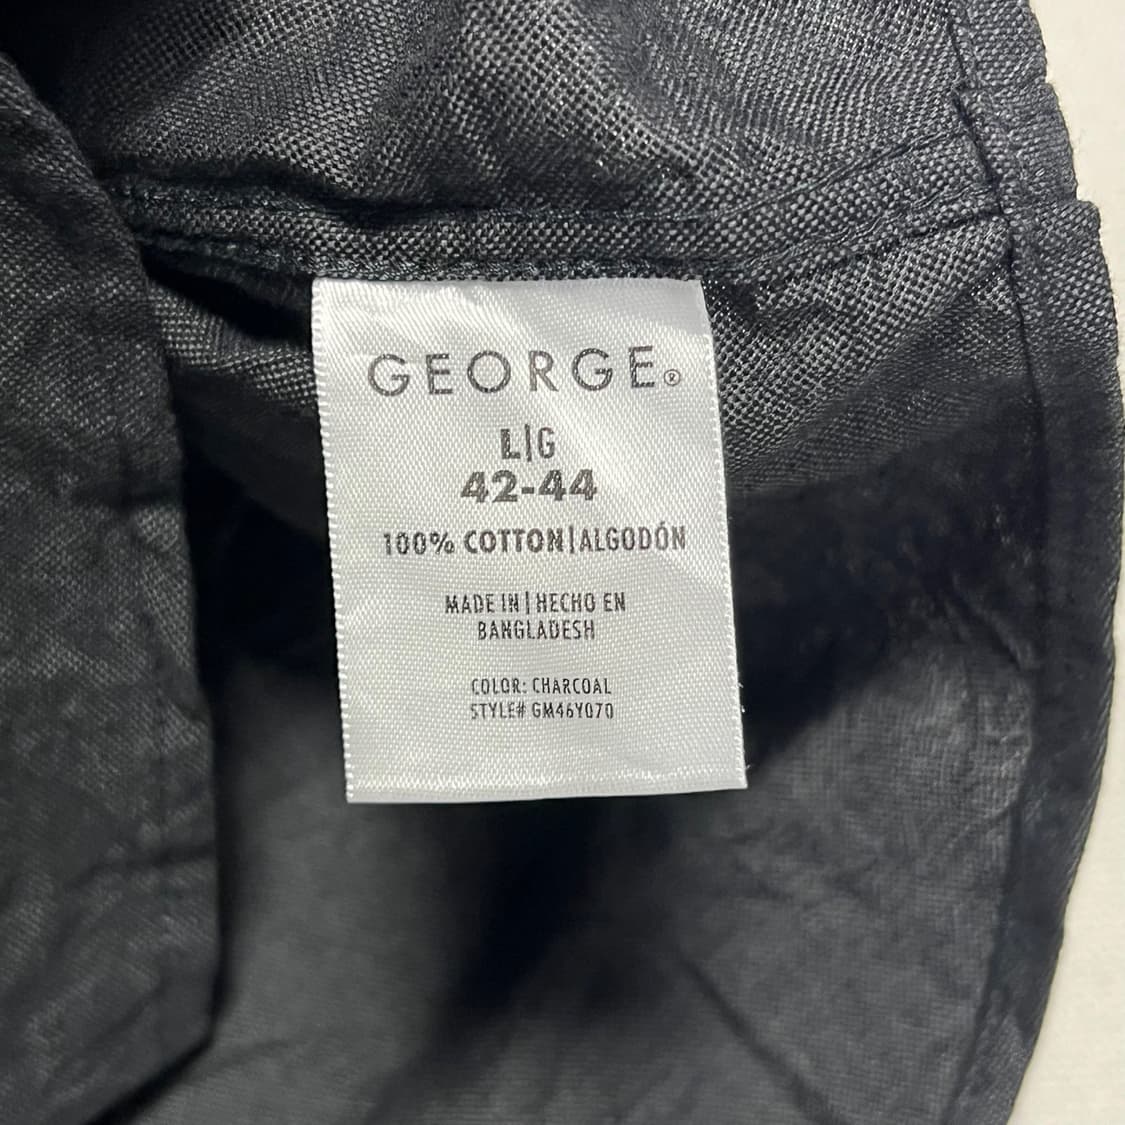 GEORGE®
L|G
42-44
100% COTTON|ALGODÓN
MADE IN | HECHO EN
BANGLADESH
COLOR: CHARCOAL
STYLE# GM46Y070